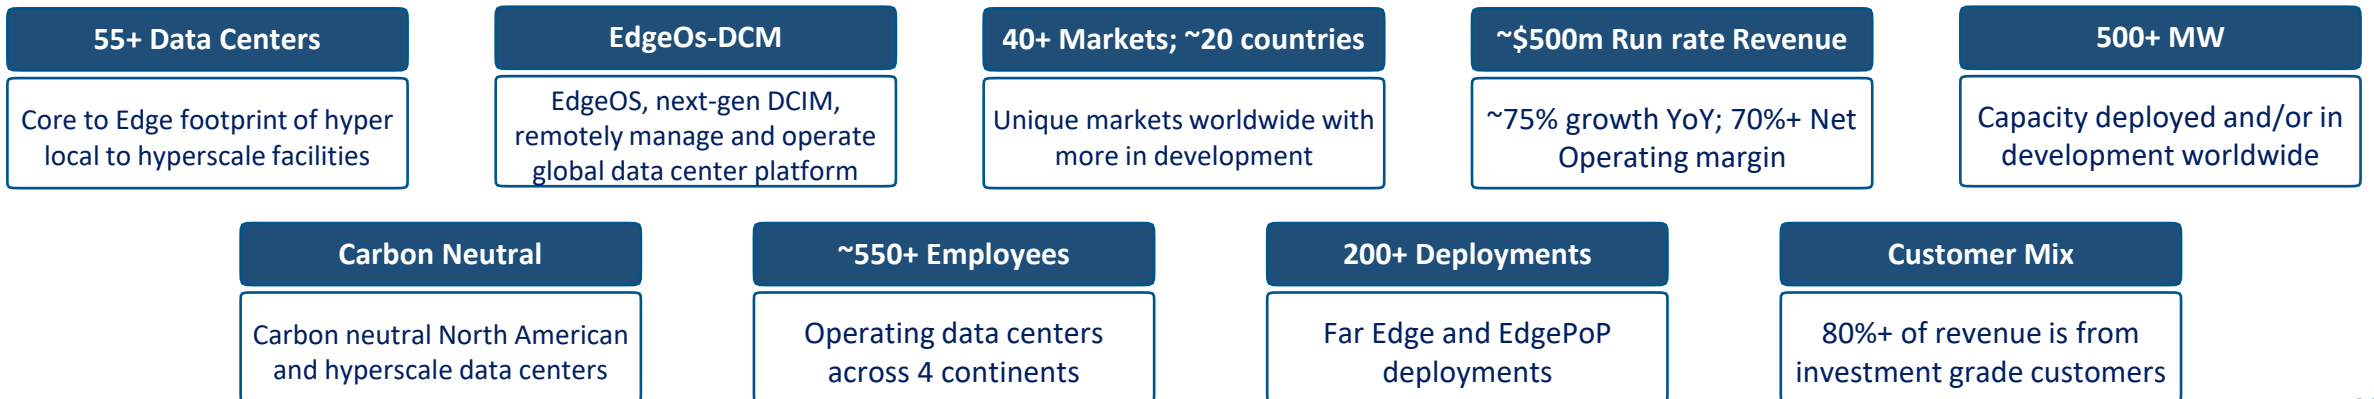 55+ Data Centers
Core to Edge footprint of hyper
local to hyperscale facilities
EdgeOs-DCM
EdgeOS, next-gen DCIM,
remotely manage and operate
global data center platform
40+ Markets; ~20 countries
Unique markets worldwide with
more in development
~$500m Run rate Revenue
~75% growth YoY; 70%+ Net
Operating margin
500+ MW
Capacity deployed and/or in
development worldwide
Carbon Neutral
Carbon neutral North American
and hyperscale data centers
~550+ Employees
Operating data centers
across 4 continents
200+ Deployments
Far Edge and EdgePoP
deployments
Customer Mix
80%+ of revenue is from
investment grade customers